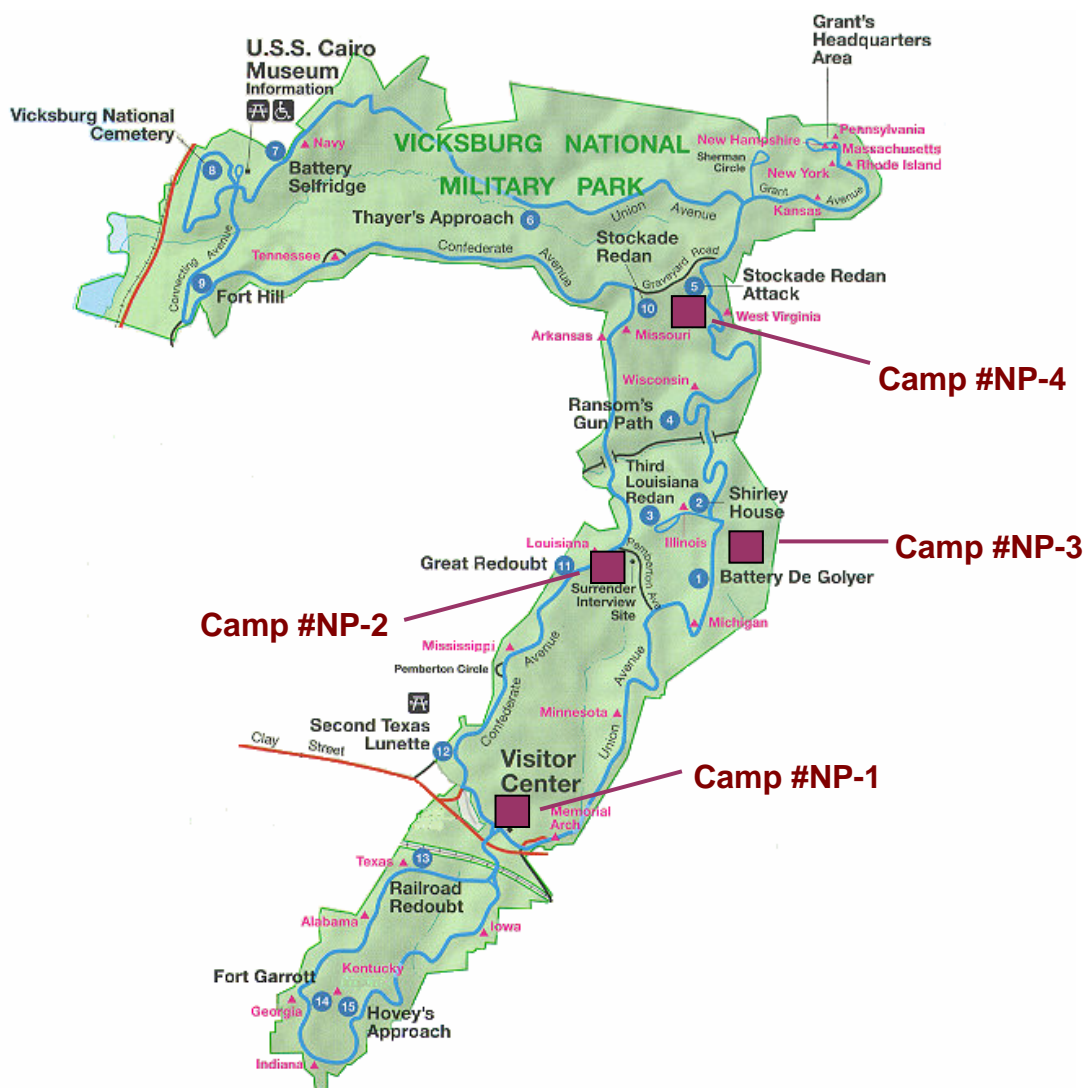 Grant's
Headquarters
Area
U.S.S. Cairo
Museum
Information
Vicksburg National
Cemetery
8
7
Navy
Battery
Selfridge
VICKSBURG NATIONAL
MILITARY PARK
New Hampshire
Pennsylvania
Massachusetts
Rhode Island
New York
Sherman
Circle
Grant
Avenue
Kansas
Union
Avenue
Thayer's Approach
6
Stockade
Redan
Tennessee
Confederate
Avenue
Connecting Avenue
9
Fort Hill
Graveyard Road
5
Stockade Redan
Attack
10
West Virginia
Arkansas
Missouri
Camp #NP-4
Wisconsin
Ransom's
Gun Path
4
Third
Louisiana
Redan
3
2
Shirley
House
Illinois
Camp #NP-3
Louisiana
Great Redoubt
11
Pemberton Ave
Surrender
Interview
Site
1
Battery De Golyer
Camp #NP-2
Michigan
Mississippi
Pemberton Circle
Confederate
Avenue
Union
Avenue
Minnesota
Second Texas
Lunette
12
Clay
Street
Visitor
Center
Camp #NP-1
Memorial
Arch
Texas
13
Railroad
Redoubt
Alabama
Iowa
Kentucky
Fort Garrott
14
15
Georgia
Hovey's
Approach
Indiana